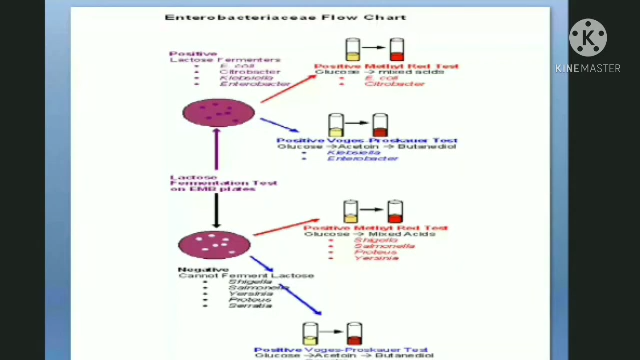 Enterobacteriaceae Flow Chart
KINEMASTER
Positive
Lactose Fermenters
• E. coli
• Citrobacter
• Klebsiella
• Enterobacter
Positive Methyl Red Test
Glucose → mixed acids
• E. coli
• Citrobacter
Positive Voges-Proskauer Test
Glucose → Acetoin → Butanediol
• Klebsiella
• Enterobacter
Lactose
Fermentation Test
on EMB plates
Positive Methyl Red Test
Glucose → Mixed Acids
• Shigella
• Salmonella
• Proteus
• Yersinia
Negative
Cannot Ferment Lactose
• Shigella
• Salmonella
• Yersinia
• Proteus
• Serratia
Positive Voges-Proskauer Test
Glucose → Acetoin → Butanediol